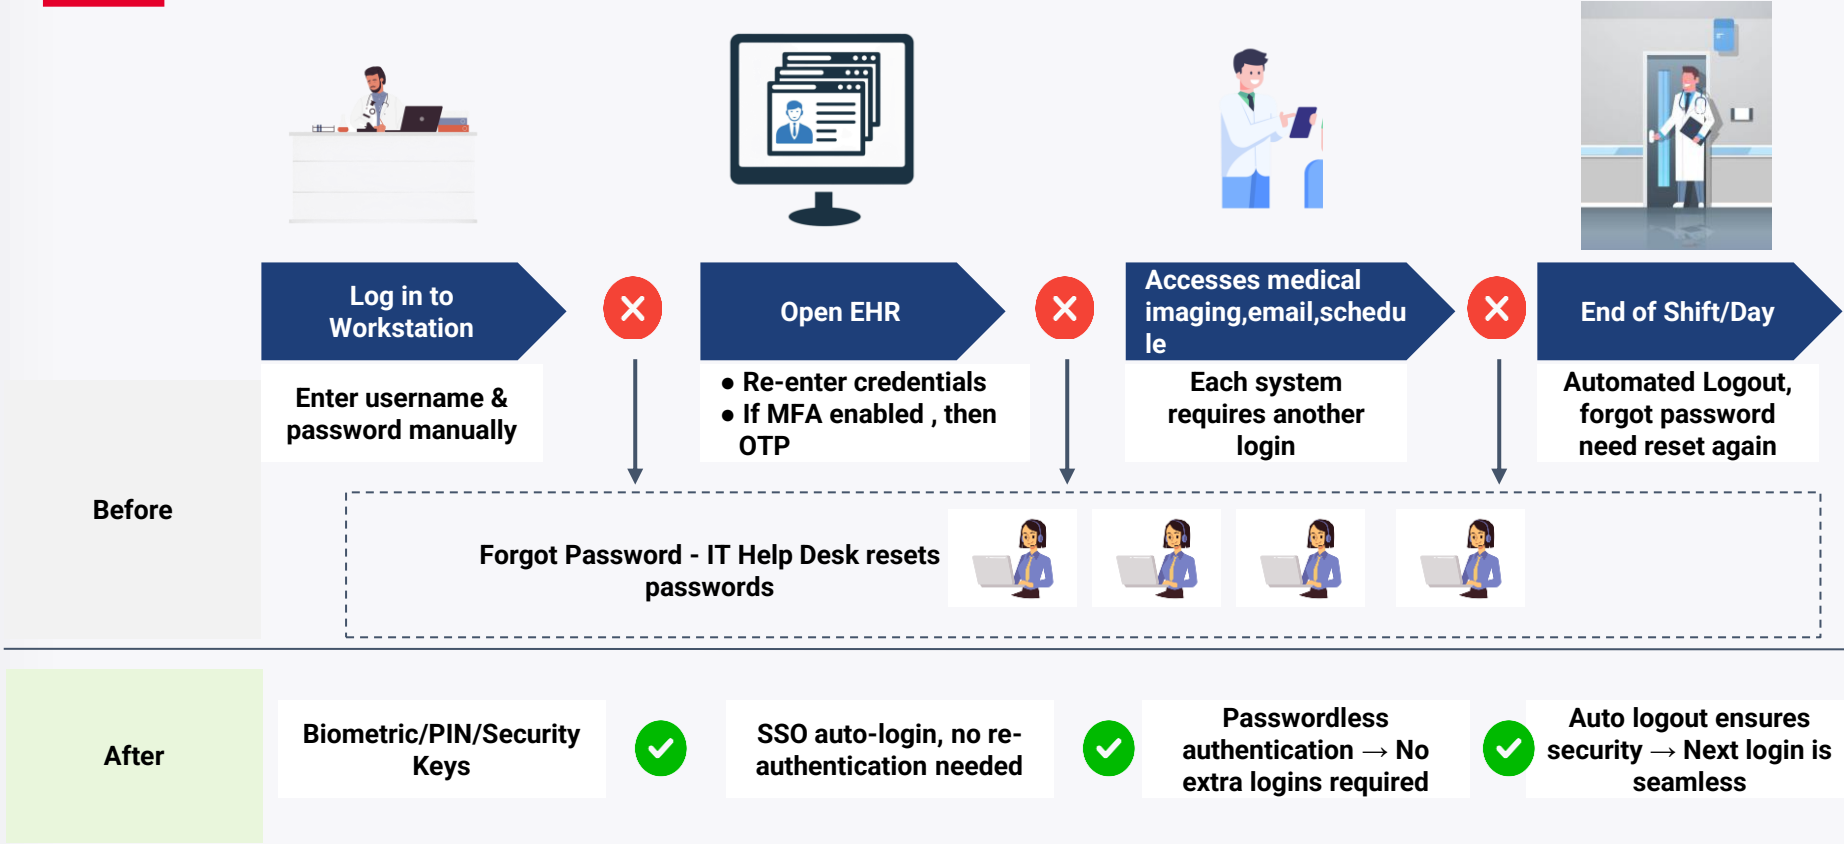 Log in to
Workstation
Open EHR
Accesses medical
imaging,email,schedu
le
End of Shift/Day
Enter username &
password manually
● Re-enter credentials
● If MFA enabled , then
OTP
Each system
requires another
login
Automated Logout,
forgot password
need reset again
Before
Forgot Password - IT Help Desk resets
passwords
After
Biometric/PIN/Security
Keys
SSO auto-login, no re-
authentication needed
Passwordless
authentication → No
extra logins required
Auto logout ensures
security → Next login is
seamless